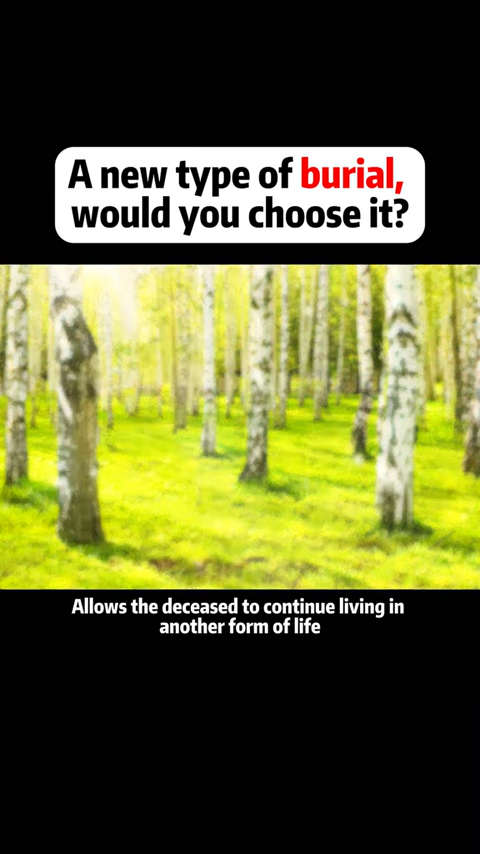 A new type of burial,
would you choose it?
Allows the deceased to continue living in
another form of life